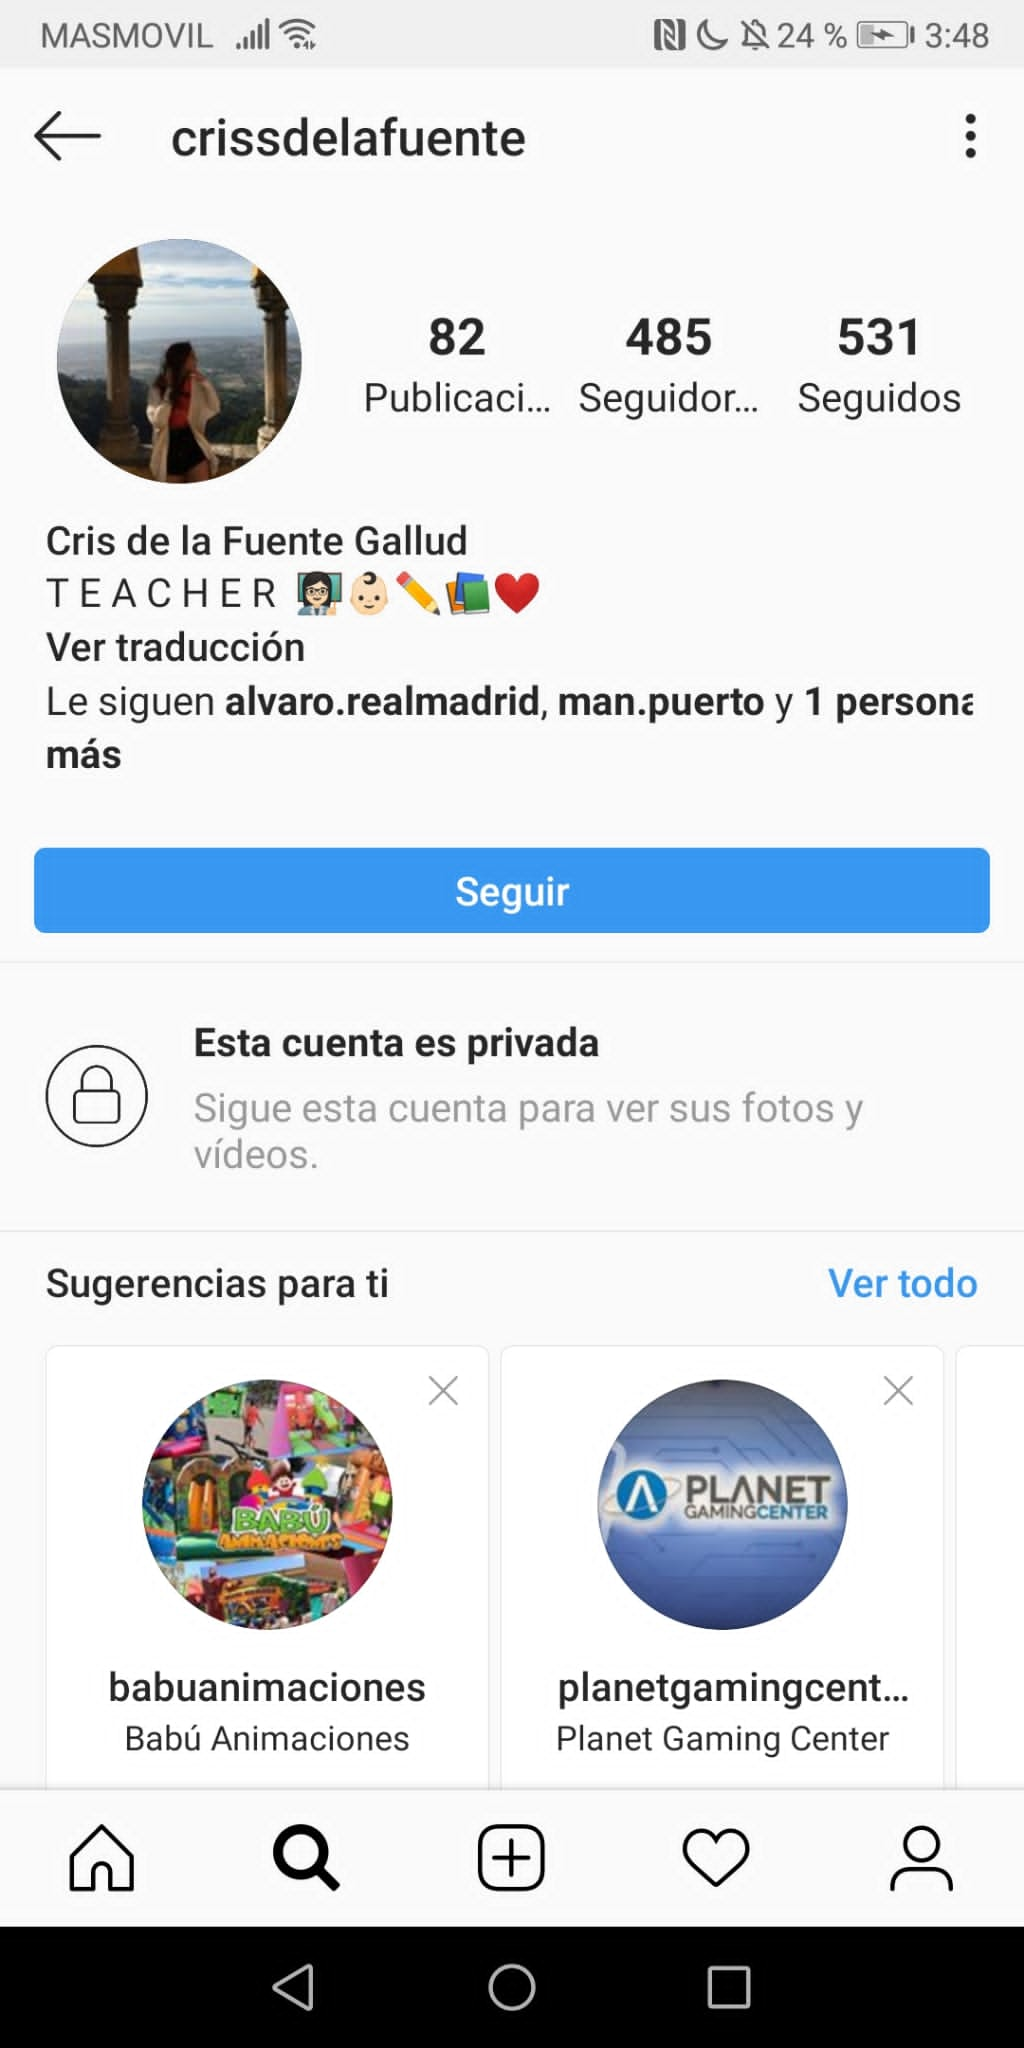 MASMOVIL 24 % 3:48
crissdelafuente
82 485 531
Publicaci... Seguidor... Seguidos
Cris de la Fuente Gallud
T E A C H E R 👩🏻‍🏫👶🏻✏️📚❤️
Ver traducción
Le siguen alvaro.realmadrid, man.puerto y 1 persona
más
Seguir
Esta cuenta es privada
Sigue esta cuenta para ver sus fotos y
vídeos.
Sugerencias para ti Ver todo
BABÚ
ANIMACIONES
PLANET
GAMINGCENTER
babuanimaciones planetgamingcent...
Babú Animaciones Planet Gaming Center